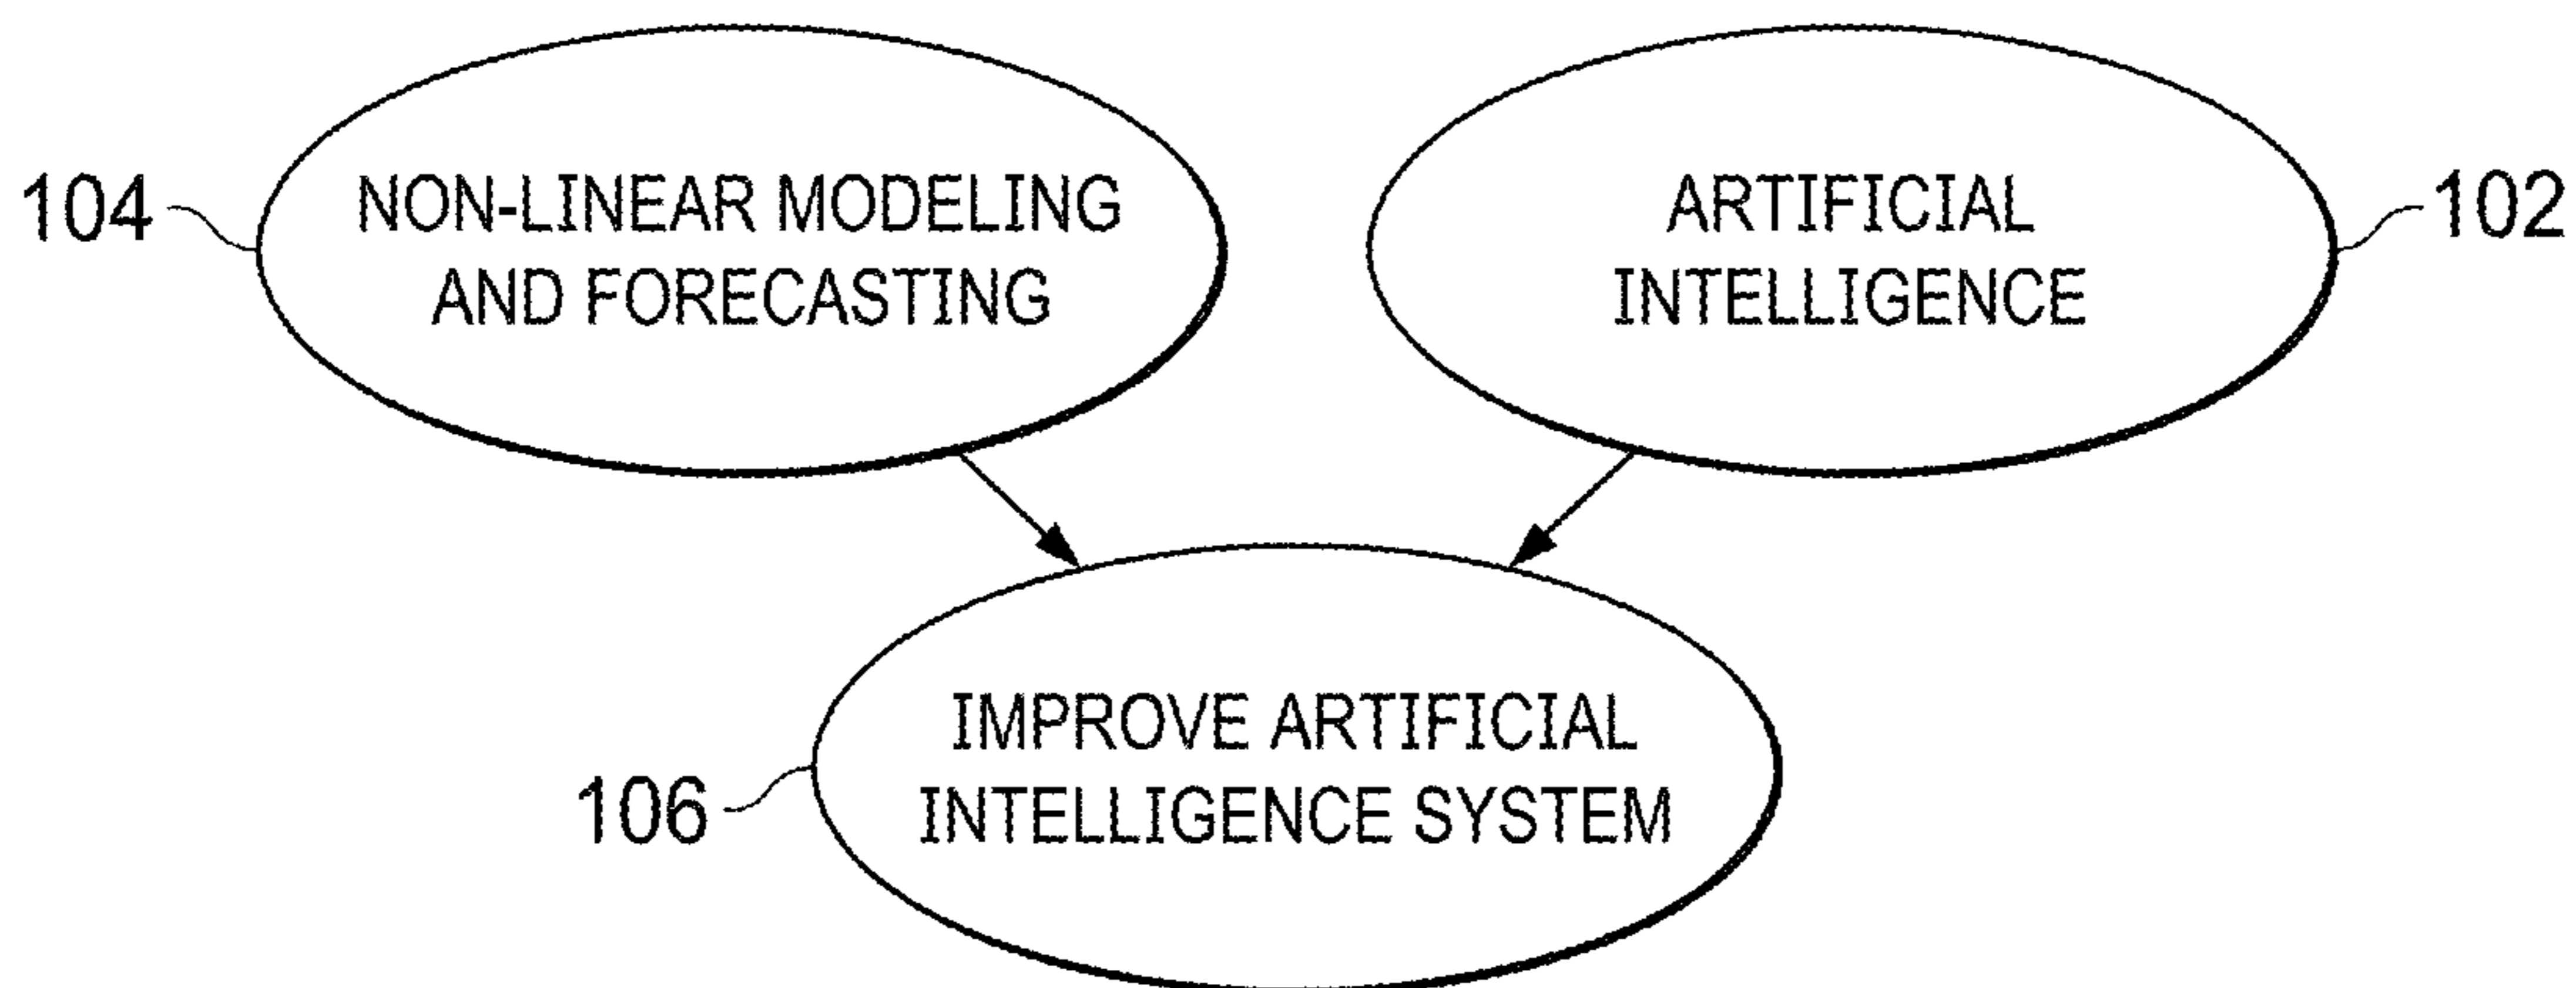 104
NON-LINEAR MODELING
AND FORECASTING
ARTIFICIAL
INTELLIGENCE
102
IMPROVE ARTIFICIAL
INTELLIGENCE SYSTEM
106